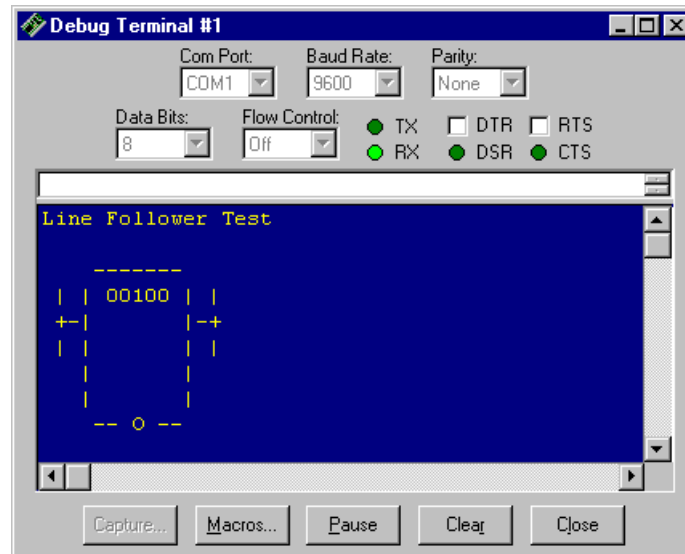 Debug Terminal #1
Com Port: Baud Rate: Parity:
COM1 9600 None
Data Bits: Flow Control: TX DTR RTS
8 Off RX DSR CTS
Line Follower Test
    -------
 | | 00100 | |
 +-|       |-+
 | |       | |
   |       |
   |       |
    -- O --
Capture... Macros... Pause Clear Close